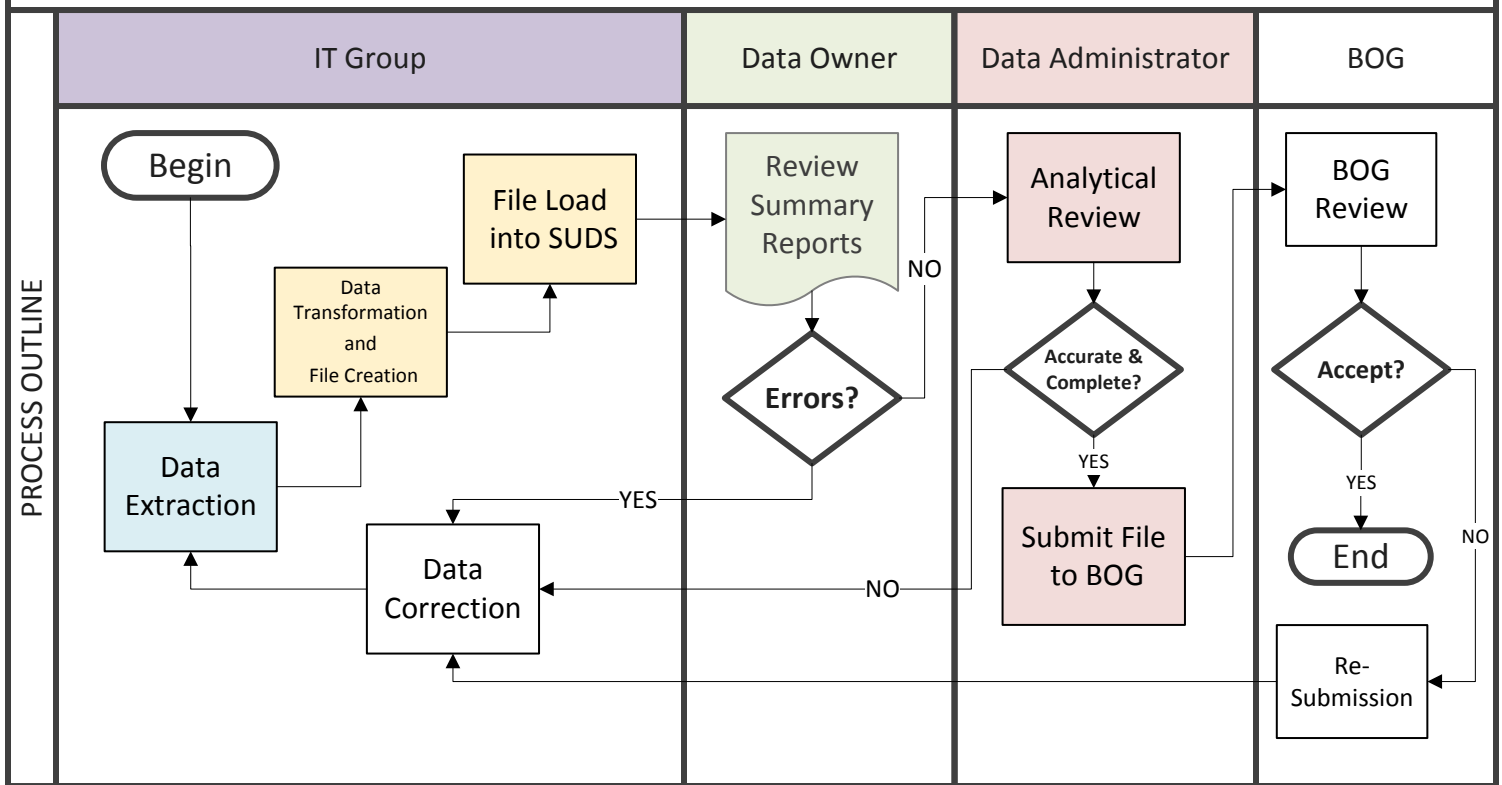 IT Group
Data Owner
Data Administrator
BOG
PROCESS OUTLINE
Begin
Data
Extraction
Data
Transformation
and
File Creation
File Load
into SUDS
Data
Correction
Review
Summary
Reports
Errors?
YES
NO
Analytical
Review
Accurate &
Complete?
YES
NO
Submit File
to BOG
BOG
Review
Accept?
YES
NO
End
Re-
Submission